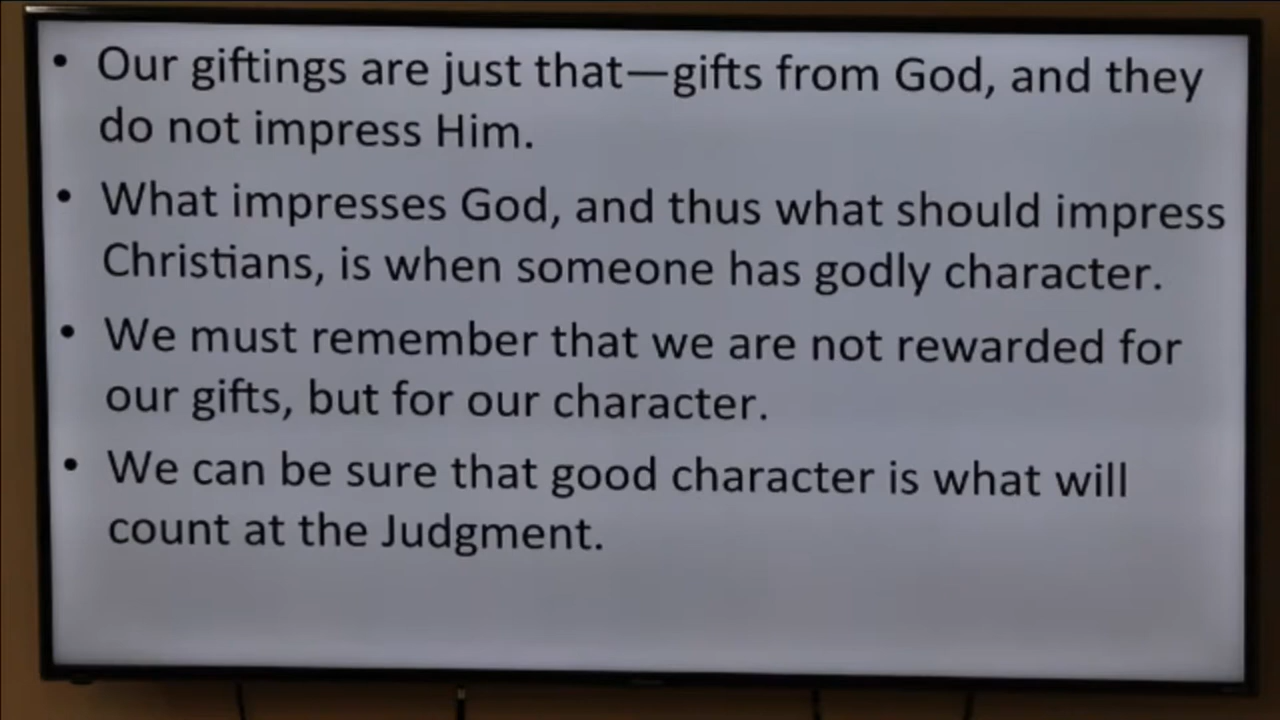 • Our giftings are just that—gifts from God, and they
do not impress Him.
• What impresses God, and thus what should impress
Christians, is when someone has godly character.
• We must remember that we are not rewarded for
our gifts, but for our character.
• We can be sure that good character is what will
count at the Judgment.